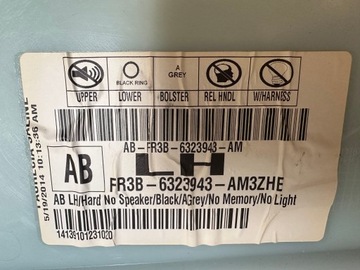 BLACK RING
A
GREY
UPPER
LOWER
BOLSTER
REL HNDL
W/HARNESS
AB-FR3B-6323943-AM
AB
LH
FR3B-6323943-AM3ZHE
AB LH/Hard No Speaker/Black/AGrey/No Memory/No Light
5/19/2014 10:13:36 AM